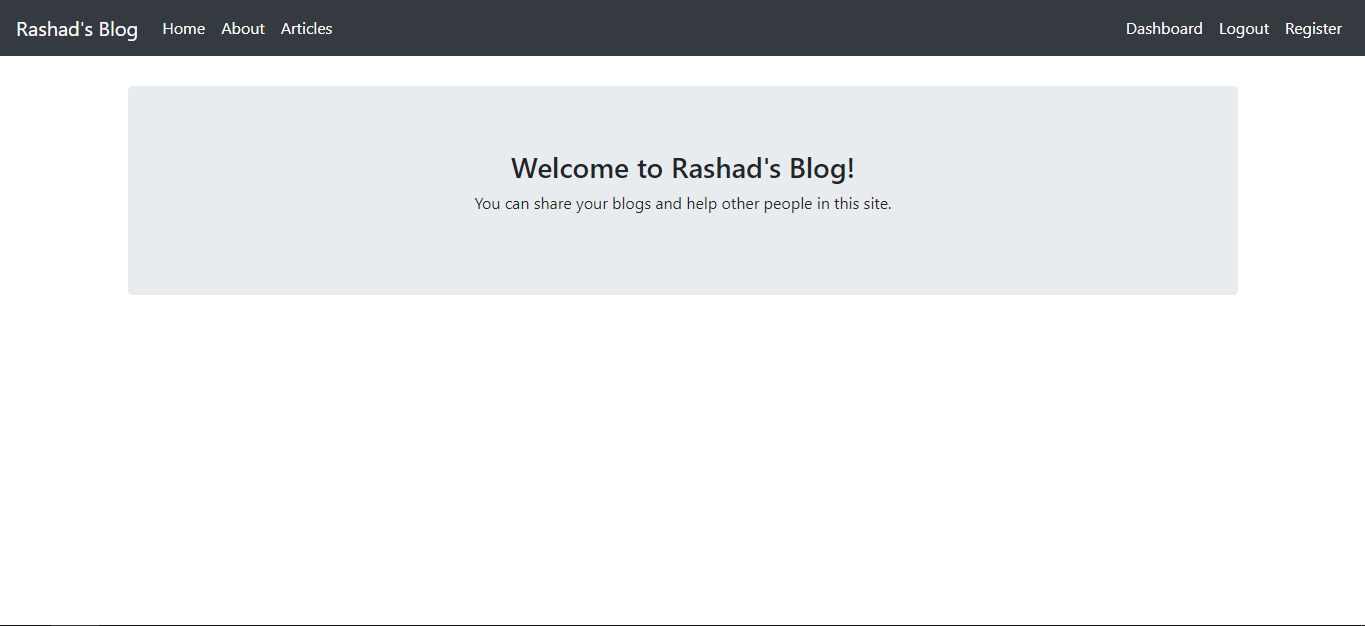 Rashad's Blog Home About Articles Dashboard Logout Register
Welcome to Rashad's Blog!
You can share your blogs and help other people in this site.